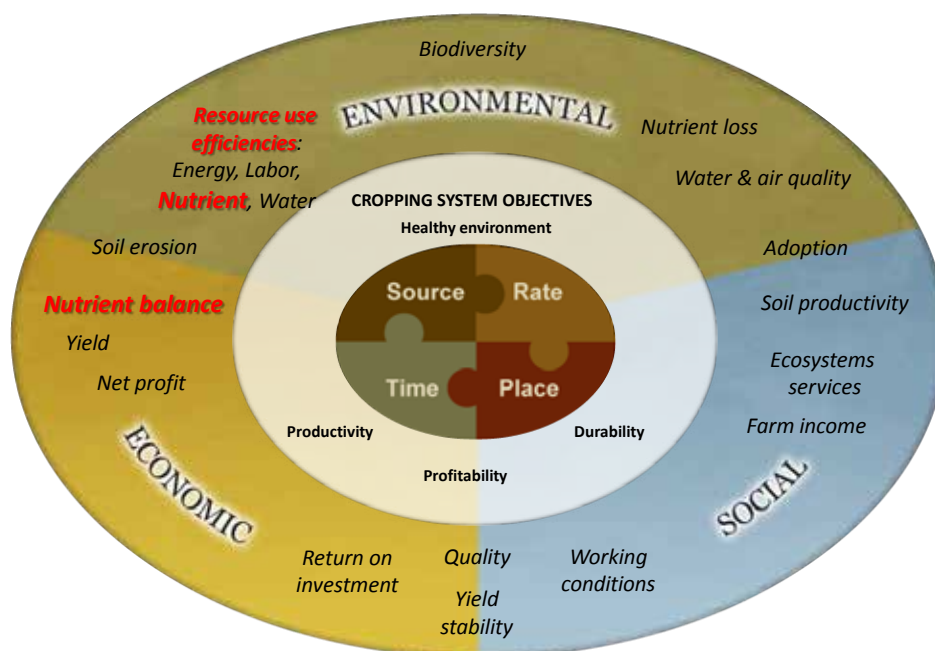 Biodiversity
ENVIRONMENTAL
Resource use
efficiencies:
Energy, Labor,
Nutrient, Water
Nutrient loss
Water & air quality
CROPPING SYSTEM OBJECTIVES
Healthy environment
Soil erosion
Adoption
Nutrient balance
Soil productivity
Source
Rate
Yield
Net profit
Ecosystems
services
Time
Place
Farm income
Productivity
Durability
Profitability
ECONOMIC
SOCIAL
Return on
investment
Quality
Yield
stability
Working
conditions